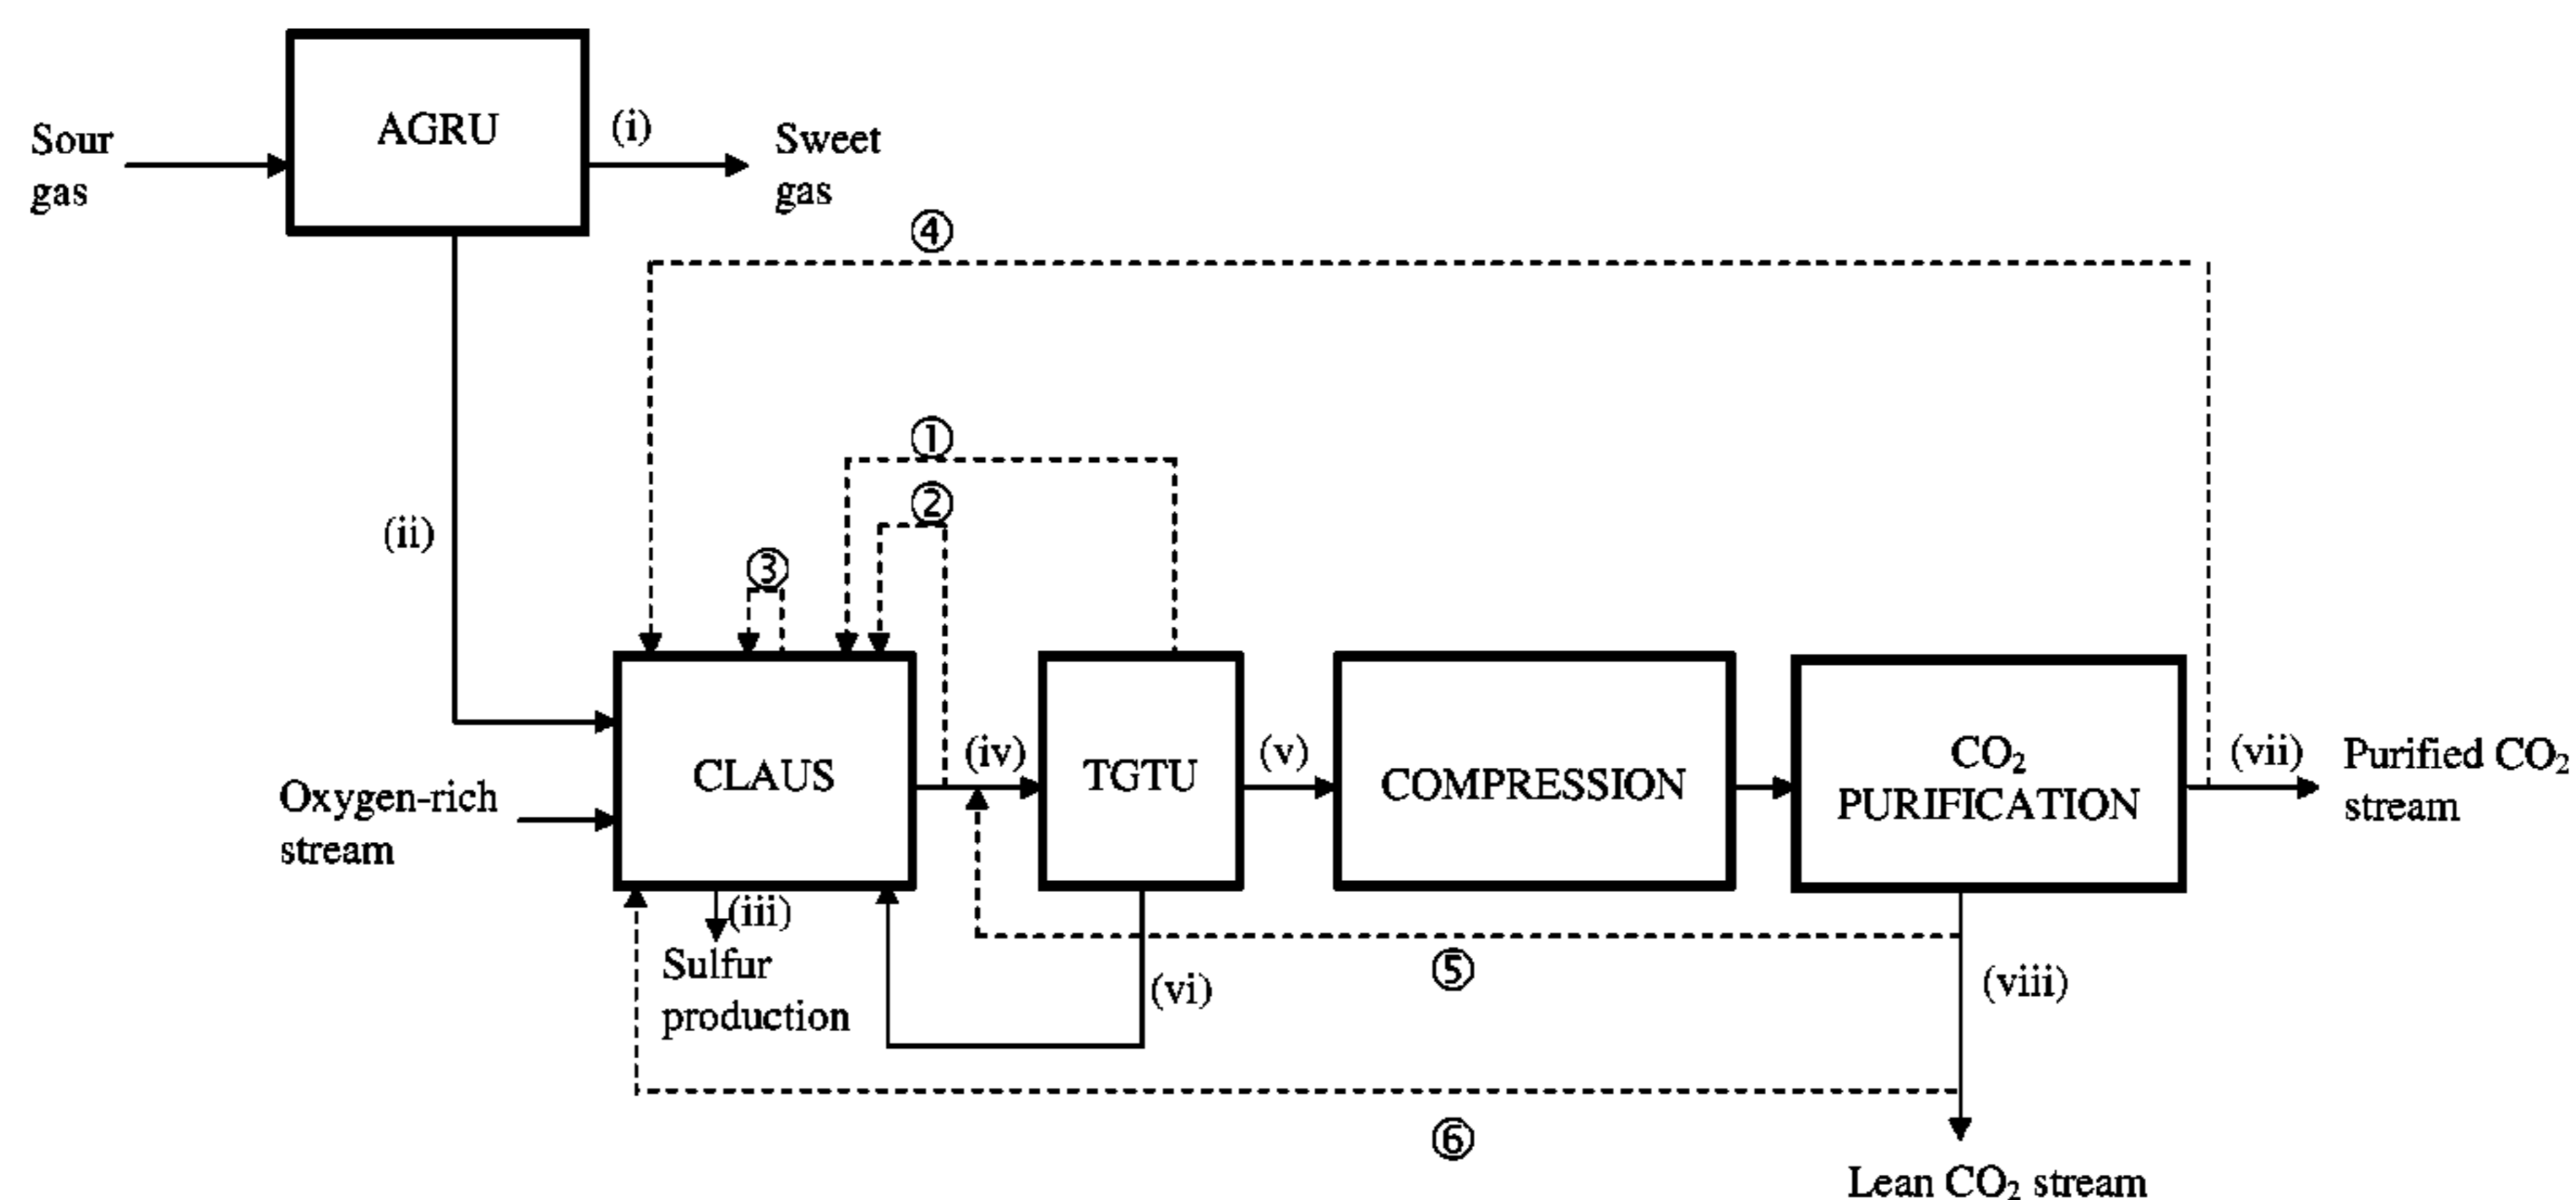 AGRU
(i)
Sour
gas
Sweet
gas
④
①
②
(ii)
③
(iv)
(v)
(vii)
CLAUS
TGTU
COMPRESSION
CO₂
PURIFICATION
Purified CO₂
stream
Oxygen-rich
stream
(iii)
Sulfur
production
⑤
(vi)
(viii)
⑥
Lean CO₂ stream